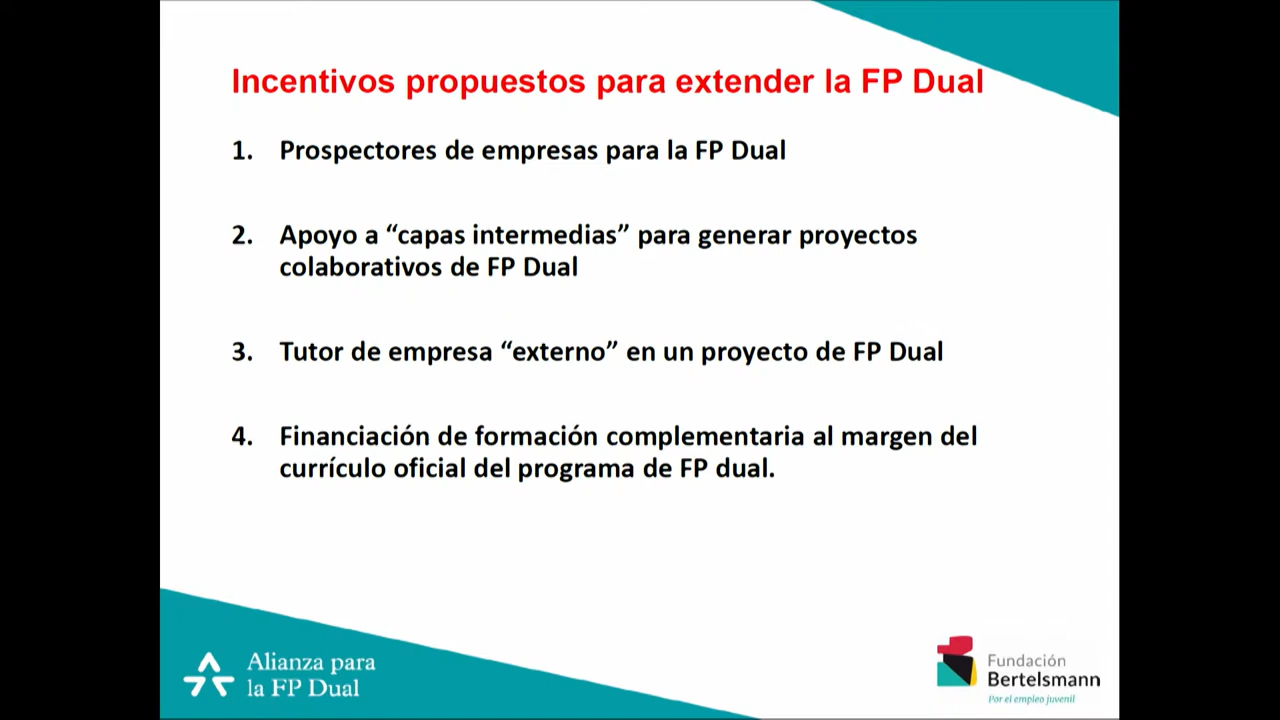 Incentivos propuestos para extender la FP Dual
1. Prospectores de empresas para la FP Dual
2. Apoyo a “capas intermedias” para generar proyectos
colaborativos de FP Dual
3. Tutor de empresa “externo” en un proyecto de FP Dual
4. Financiación de formación complementaria al margen del
currículo oficial del programa de FP dual.
Alianza para
la FP Dual
Fundación
Bertelsmann
Por el empleo juvenil